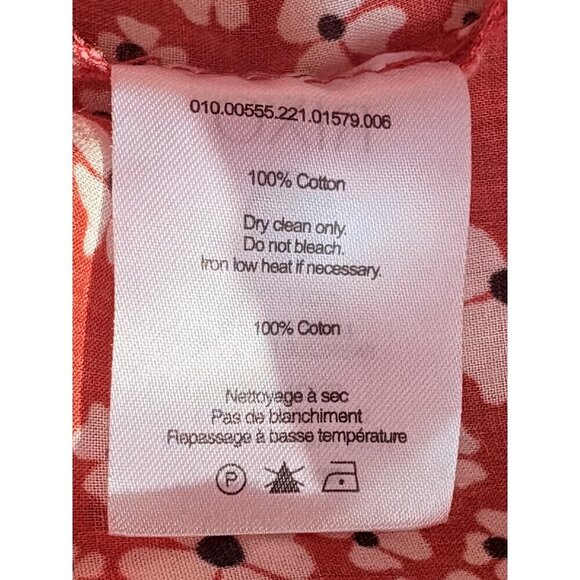 010.00555.221.01579.006
100% Cotton
Dry clean only.
Do not bleach.
Iron low heat if necessary.
100% Coton
Nettoyage à sec
Pas de blanchiment
Repassage à basse température
P